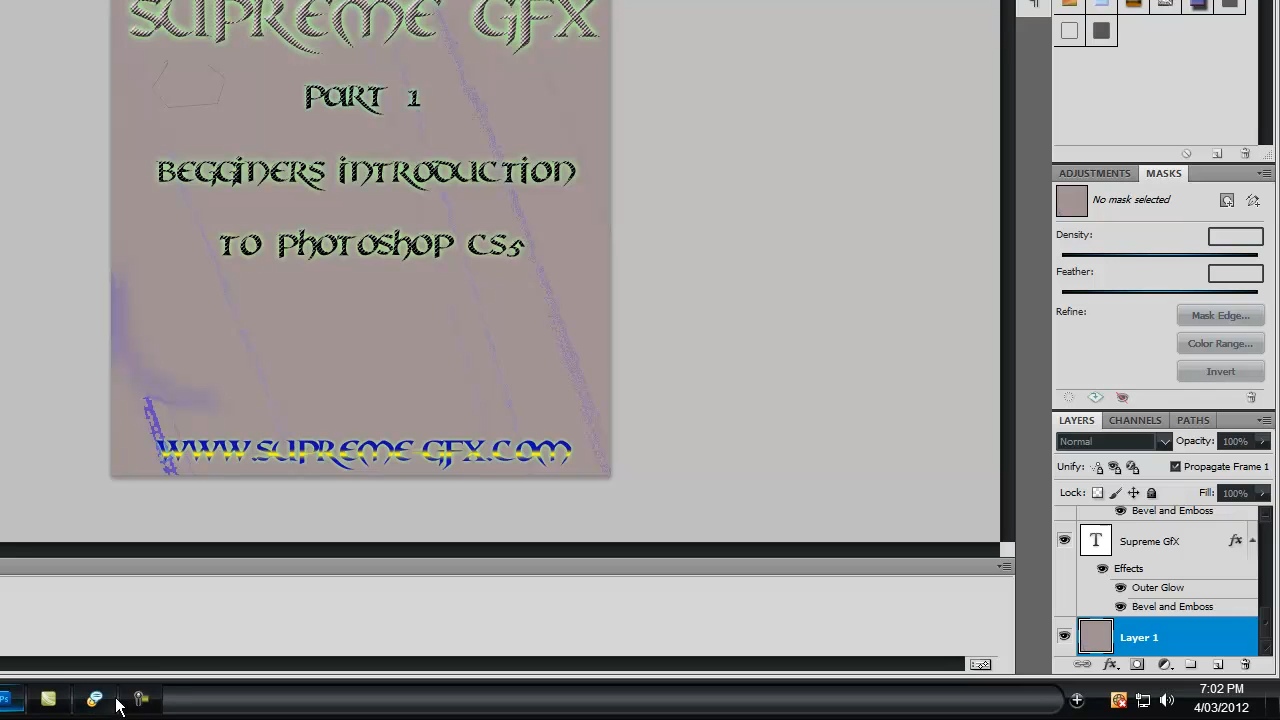 SUPREME GFX
PART 1
BEGGINERS INTRODUCTION
TO PHOTOSHOP CS5
WWW.SUPREME-GFX.COM
ADJUSTMENTS MASKS
No mask selected
Density:
Feather:
Refine:
Mask Edge...
Color Range...
Invert
LAYERS CHANNELS PATHS
Normal Opacity: 100%
Unify: Propagate Frame 1
Lock: Fill: 100%
Bevel and Emboss
T Supreme GfX fx
Effects
Outer Glow
Bevel and Emboss
Layer 1
fx.
Ps
7:02 PM
4/03/2012